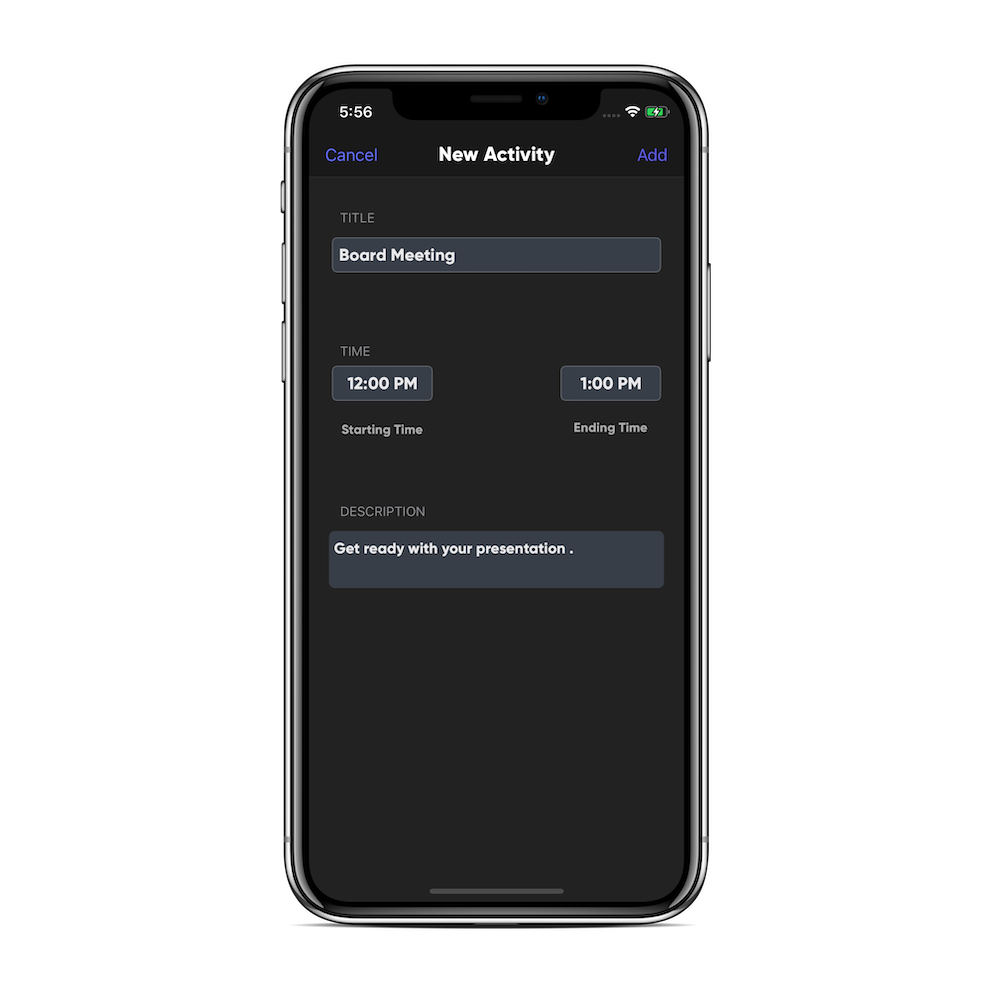 5:56
Cancel New Activity Add
TITLE
Board Meeting
TIME
12:00 PM 1:00 PM
Starting Time Ending Time
DESCRIPTION
Get ready with your presentation .